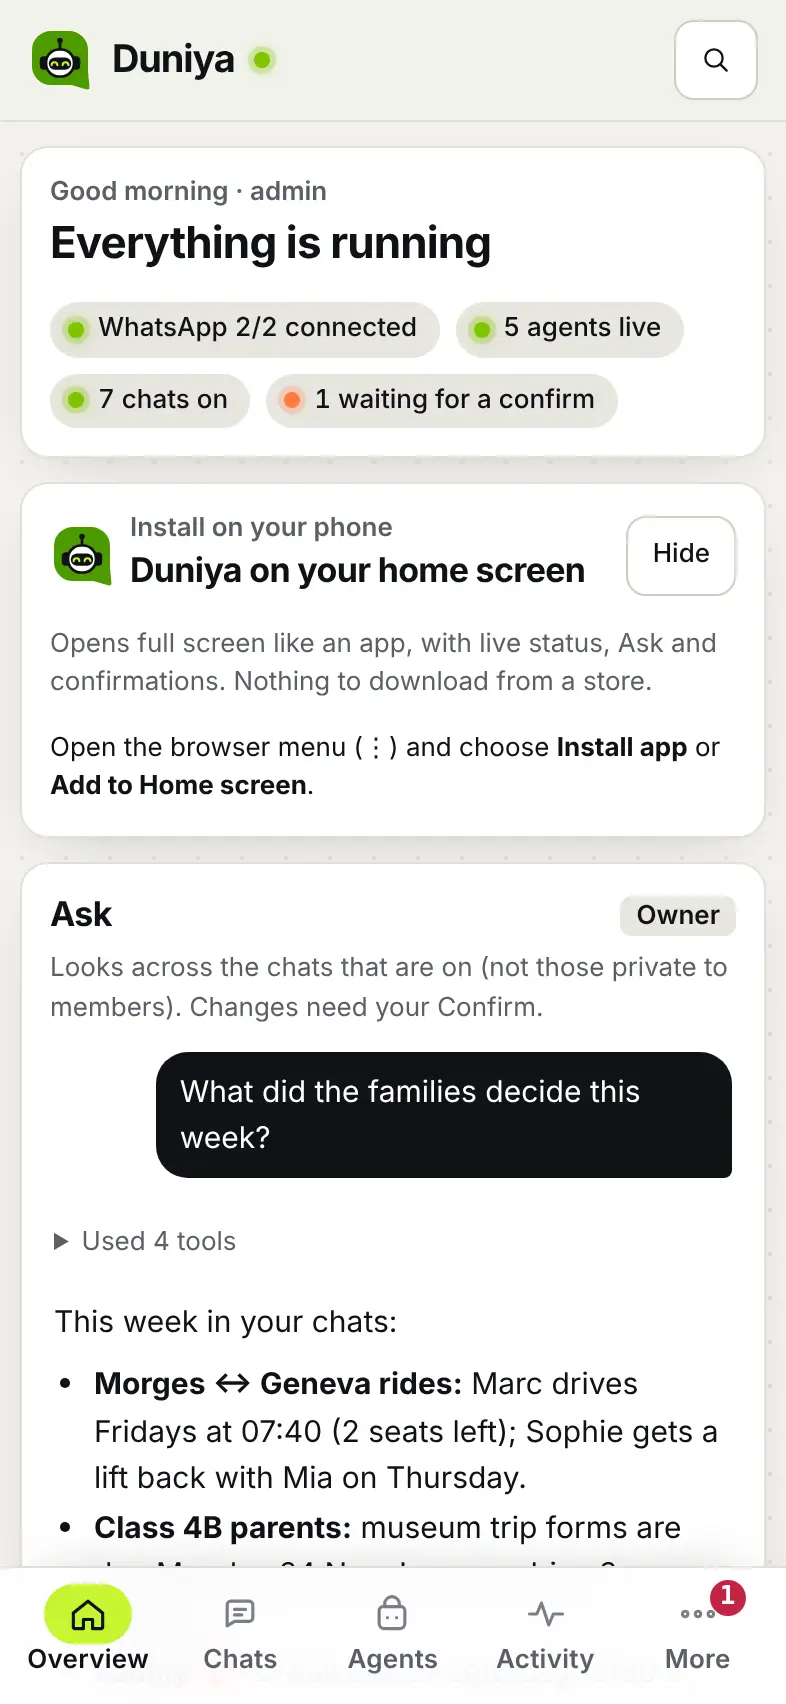 Duniya
Good morning · admin
Everything is running
WhatsApp 2/2 connected
5 agents live
7 chats on
1 waiting for a confirm
Install on your phone
Duniya on your home screen
Hide
Opens full screen like an app, with live status, Ask and
confirmations. Nothing to download from a store.
Open the browser menu (⋮) and choose Install app or
Add to Home screen.
Ask
Owner
Looks across the chats that are on (not those private to
members). Changes need your Confirm.
What did the families decide this
week?
▶ Used 4 tools
This week in your chats:
• Morges ↔ Geneva rides: Marc drives
Fridays at 07:40 (2 seats left); Sophie gets a
lift back with Mia on Thursday.
• Class 4B parents: museum trip forms are
1
Overview
Chats
Agents
Activity
More